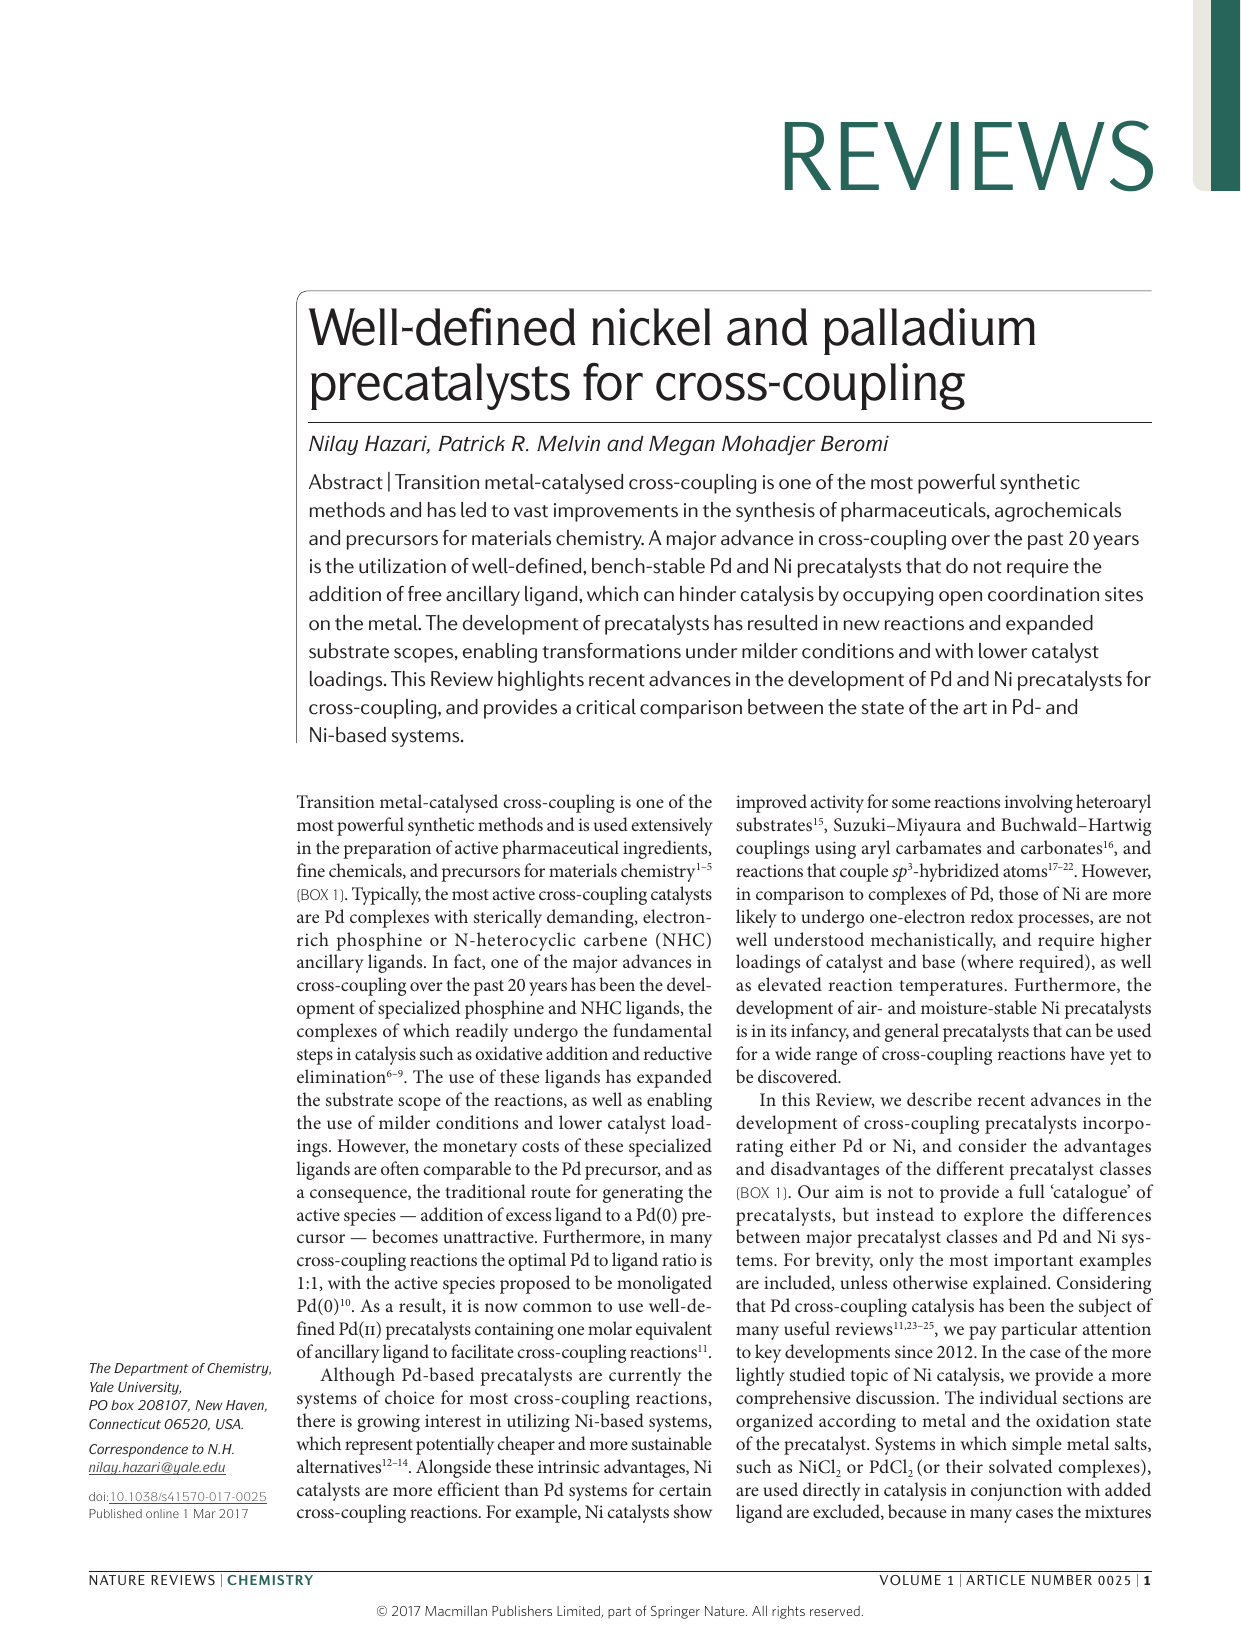 REVIEWS
Well-defined nickel and palladium
precatalysts for cross-coupling
Nilay Hazari, Patrick R. Melvin and Megan Mohadjer Beromi
Abstract | Transition metal-catalysed cross-coupling is one of the most powerful synthetic
methods and has led to vast improvements in the synthesis of pharmaceuticals, agrochemicals
and precursors for materials chemistry. A major advance in cross-coupling over the past 20 years
is the utilization of well-defined, bench-stable Pd and Ni precatalysts that do not require the
addition of free ancillary ligand, which can hinder catalysis by occupying open coordination sites
on the metal. The development of precatalysts has resulted in new reactions and expanded
substrate scopes, enabling transformations under milder conditions and with lower catalyst
loadings. This Review highlights recent advances in the development of Pd and Ni precatalysts for
cross-coupling, and provides a critical comparison between the state of the art in Pd- and
Ni-based systems.
Transition metal-catalysed cross-coupling is one of the
most powerful synthetic methods and is used extensively
in the preparation of active pharmaceutical ingredients,
fine chemicals, and precursors for materials chemistry¹⁻⁵
(BOX 1). Typically, the most active cross-coupling catalysts
are Pd complexes with sterically demanding, electron-
rich phosphine or N-heterocyclic carbene (NHC)
ancillary ligands. In fact, one of the major advances in
cross-coupling over the past 20 years has been the devel-
opment of specialized phosphine and NHC ligands, the
complexes of which readily undergo the fundamental
steps in catalysis such as oxidative addition and reductive
elimination⁶⁻⁹. The use of these ligands has expanded
the substrate scope of the reactions, as well as enabling
the use of milder conditions and lower catalyst load-
ings. However, the monetary costs of these specialized
ligands are often comparable to the Pd precursor, and as
a consequence, the traditional route for generating the
active species — addition of excess ligand to a Pd(0) pre-
cursor — becomes unattractive. Furthermore, in many
cross-coupling reactions the optimal Pd to ligand ratio is
1:1, with the active species proposed to be monoligated
Pd(0)¹⁰. As a result, it is now common to use well-de-
fined Pd(II) precatalysts containing one molar equivalent
of ancillary ligand to facilitate cross-coupling reactions¹¹.
Although Pd-based precatalysts are currently the
systems of choice for most cross-coupling reactions,
there is growing interest in utilizing Ni-based systems,
which represent potentially cheaper and more sustainable
alternatives¹²⁻¹⁴. Alongside these intrinsic advantages, Ni
catalysts are more efficient than Pd systems for certain
cross-coupling reactions. For example, Ni catalysts show
improved activity for some reactions involving heteroaryl
substrates¹⁵, Suzuki–Miyaura and Buchwald–Hartwig
couplings using aryl carbamates and carbonates¹⁶, and
reactions that couple sp³-hybridized atoms¹⁷⁻²². However,
in comparison to complexes of Pd, those of Ni are more
likely to undergo one-electron redox processes, are not
well understood mechanistically, and require higher
loadings of catalyst and base (where required), as well
as elevated reaction temperatures. Furthermore, the
development of air- and moisture-stable Ni precatalysts
is in its infancy, and general precatalysts that can be used
for a wide range of cross-coupling reactions have yet to
be discovered.
In this Review, we describe recent advances in the
development of cross-coupling precatalysts incorpo-
rating either Pd or Ni, and consider the advantages
and disadvantages of the different precatalyst classes
(BOX 1). Our aim is not to provide a full ‘catalogue’ of
precatalysts, but instead to explore the differences
between major precatalyst classes and Pd and Ni sys-
tems. For brevity, only the most important examples
are included, unless otherwise explained. Considering
that Pd cross-coupling catalysis has been the subject of
many useful reviews¹¹,²³⁻²⁵, we pay particular attention
to key developments since 2012. In the case of the more
lightly studied topic of Ni catalysis, we provide a more
comprehensive discussion. The individual sections are
organized according to metal and the oxidation state
of the precatalyst. Systems in which simple metal salts,
such as NiCl₂ or PdCl₂ (or their solvated complexes),
are used directly in catalysis in conjunction with added
ligand are excluded, because in many cases the mixtures
The Department of Chemistry,
Yale University,
PO box 208107, New Haven,
Connecticut 06520, USA.
Correspondence to N.H.
nilay.hazari@yale.edu
doi:10.1038/s41570-017-0025
Published online 1 Mar 2017
NATURE REVIEWS | CHEMISTRY
VOLUME 1 | ARTICLE NUMBER 0025 | 1
© 2017 Macmillan Publishers Limited, part of Springer Nature. All rights reserved.